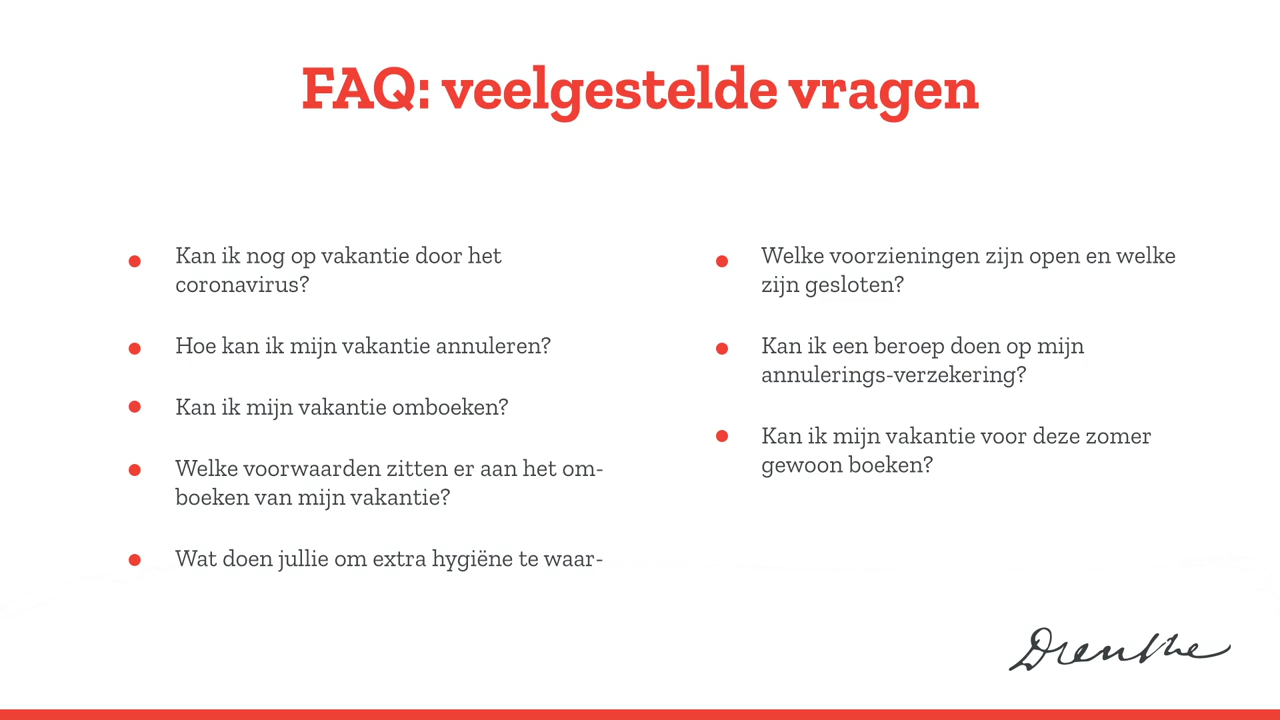 FAQ: veelgestelde vragen
Kan ik nog op vakantie door het
coronavirus?
Hoe kan ik mijn vakantie annuleren?
Kan ik mijn vakantie omboeken?
Welke voorwaarden zitten er aan het om-
boeken van mijn vakantie?
Wat doen jullie om extra hygiëne te waar-
Welke voorzieningen zijn open en welke
zijn gesloten?
Kan ik een beroep doen op mijn
annulerings-verzekering?
Kan ik mijn vakantie voor deze zomer
gewoon boeken?
Drenthe